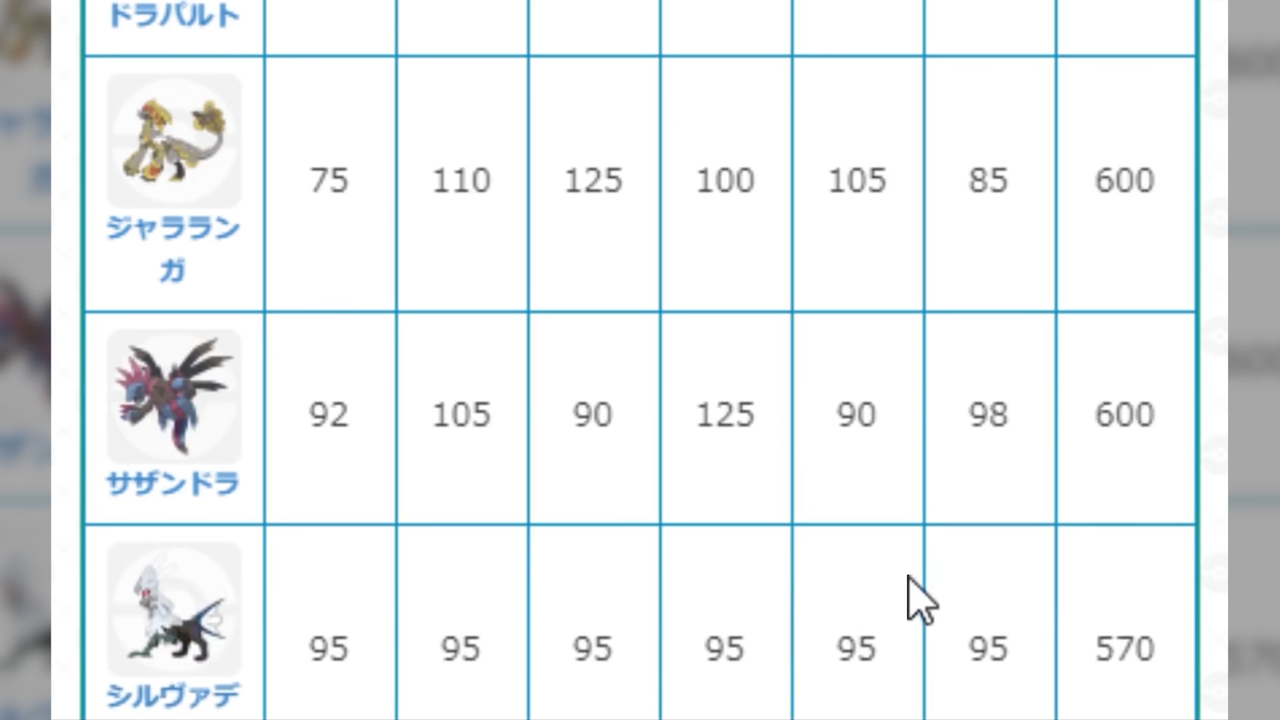 ドラパルト
75 110 125 100 105 85 600
ジャララン
ガ
92 105 90 125 90 98 600
サザンドラ
95 95 95 95 95 95 570
シルヴァデ